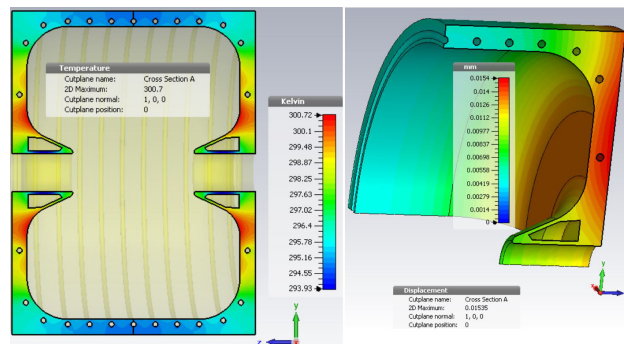 Temperature
Cutplane name: Cross Section A
2D Maximum: 300.7
Cutplane normal: 1, 0, 0
Cutplane position: 0
Kelvin
300.72
300.1
299.48
298.87
298.25
297.63
297.02
296.4
295.78
295.16
294.55
293.93
y
z
x
mm
0.0154
0.014
0.0126
0.0112
0.00977
0.00837
0.00698
0.00558
0.00419
0.00279
0.0014
0
Displacement
Cutplane name: Cross Section A
2D Maximum: 0.01535
Cutplane normal: 1, 0, 0
Cutplane position: 0
y
x
z